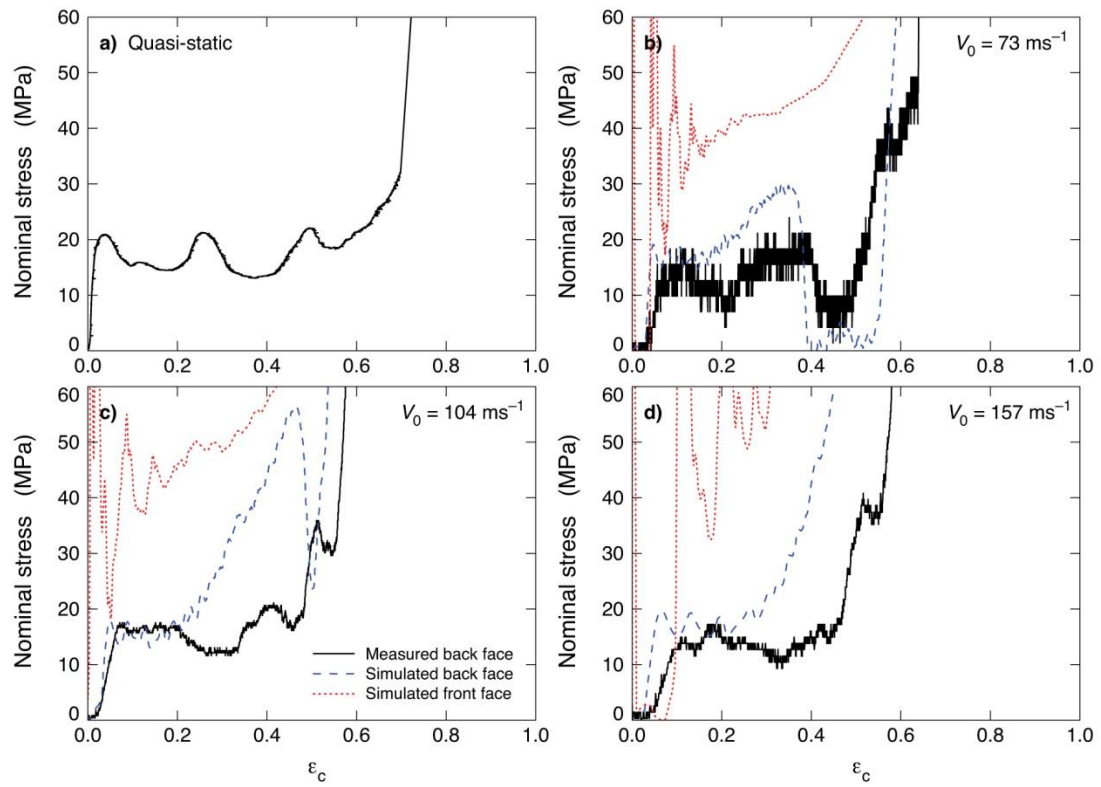 a) Quasi-static
60
50
40
30
20
10
0
Nominal stress (MPa)
0.0 0.2 0.4 0.6 0.8 1.0
b) V0 = 73 ms−1
60
50
40
30
20
10
0
Nominal stress (MPa)
0.0 0.2 0.4 0.6 0.8 1.0
c) V0 = 104 ms−1
60
50
40
30
20
10
0
Nominal stress (MPa)
Measured back face
Simulated back face
Simulated front face
0.0 0.2 0.4 0.6 0.8 1.0
εc
d) V0 = 157 ms−1
60
50
40
30
20
10
0
Nominal stress (MPa)
0.0 0.2 0.4 0.6 0.8 1.0
εc